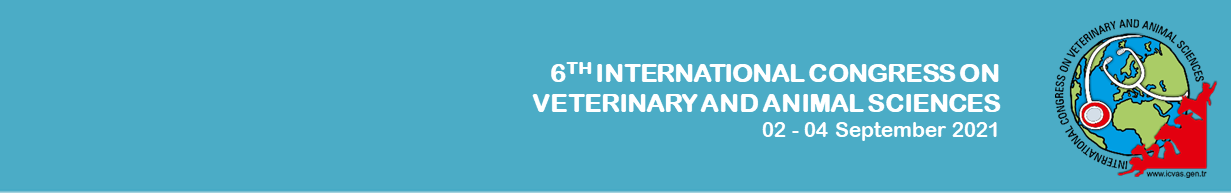 6TH INTERNATIONAL CONGRESS ON
VETERINARY AND ANIMAL SCIENCES
02 - 04 September 2021
INTERNATIONAL CONGRESS ON VETERINARY AND ANIMAL SCIENCES
www.icvas.gen.tr